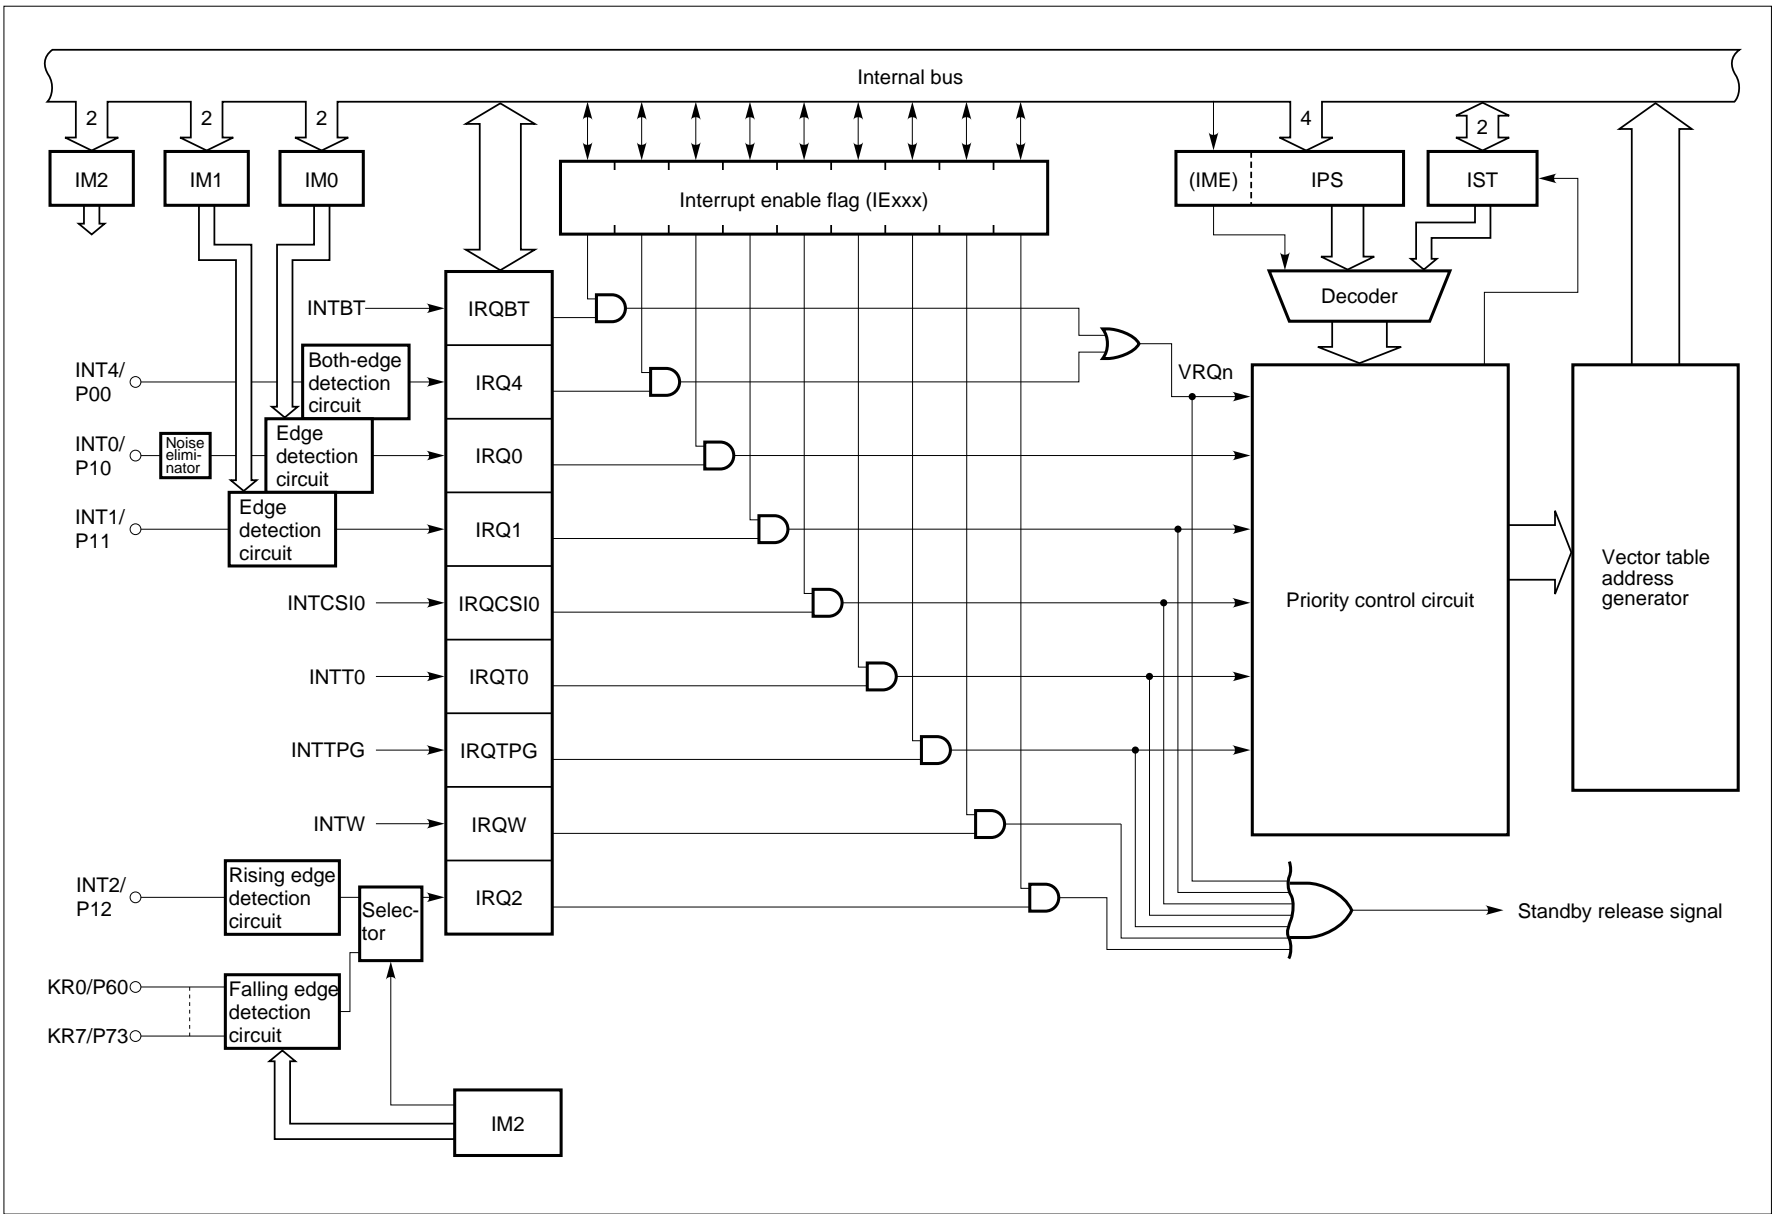 Internal bus
2
2
2
4
2
IM2
IM1
IM0
Interrupt enable flag (IExxx)
(IME)
IPS
IST
Decoder
INTBT
IRQBT
INT4/
P00
Both-edge
detection
circuit
IRQ4
VRQn
INT0/
P10
Noise
elimi-
nator
Edge
detection
circuit
IRQ0
INT1/
P11
Edge
detection
circuit
IRQ1
INTCSI0
IRQCSI0
Priority control circuit
Vector table
address
generator
INTT0
IRQT0
INTTPG
IRQTPG
INTW
IRQW
INT2/
P12
Rising edge
detection
circuit
Selec-
tor
IRQ2
Standby release signal
KR0/P60
KR7/P73
Falling edge
detection
circuit
IM2